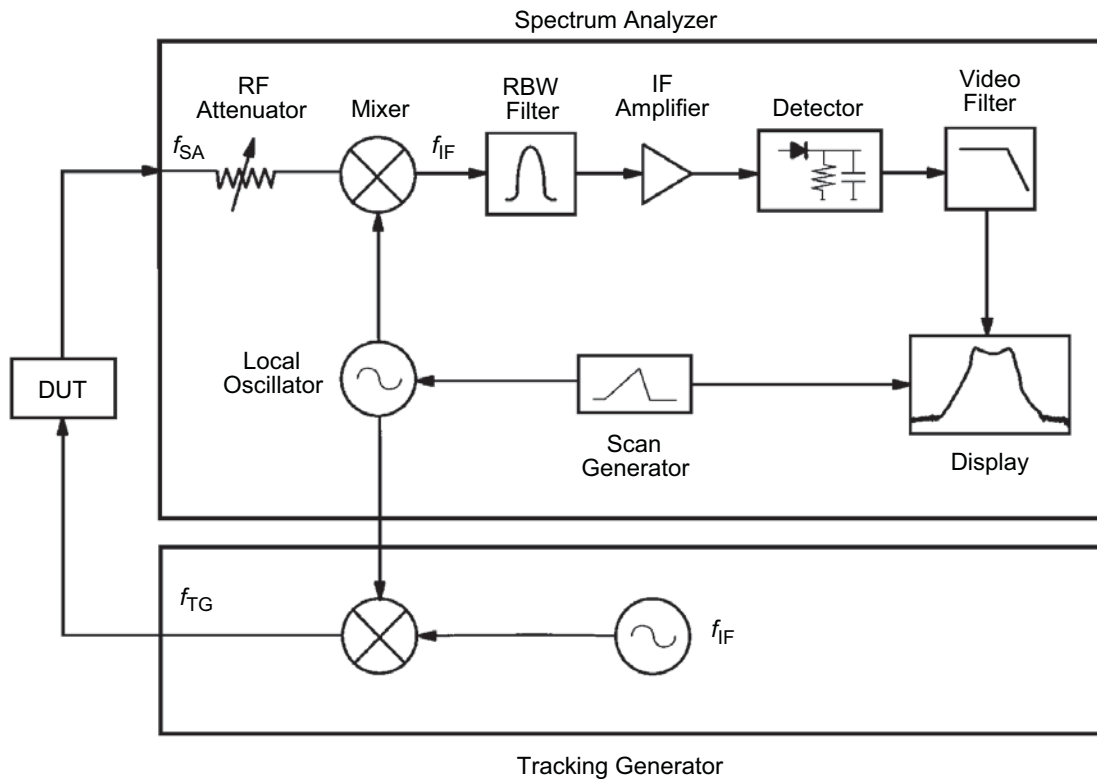 Spectrum Analyzer
RF
Attenuator
Mixer
RBW
Filter
IF
Amplifier
Detector
Video
Filter
fSA
fIF
DUT
Local
Oscillator
Scan
Generator
Display
fTG
fIF
Tracking Generator